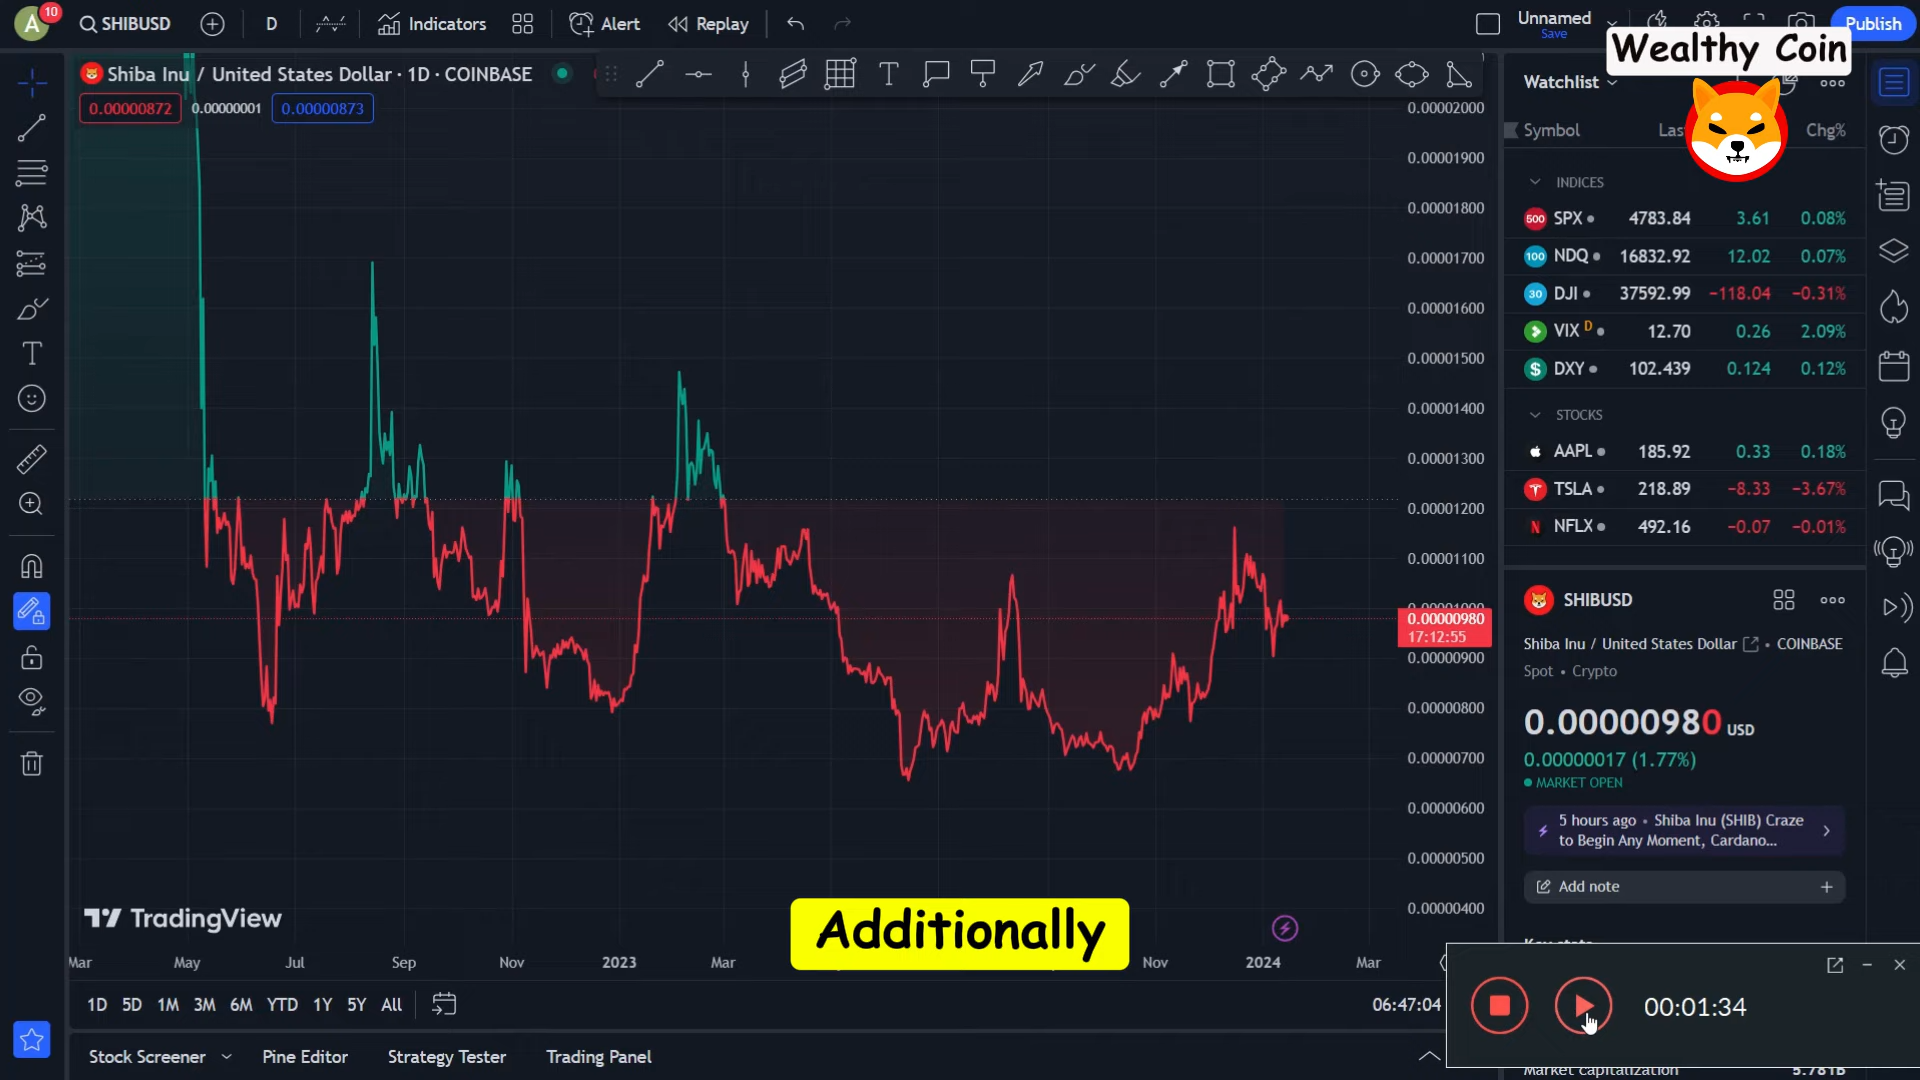 A 10 SHIBUSD D Indicators Alert Replay Unnamed Save Publish
Wealthy Coin
Shiba Inu / United States Dollar · 1D · COINBASE
0.00000872 0.00000001 0.00000873
Watchlist
Symbol Las Chg%
INDICES
500 SPX 4783.84 3.61 0.08%
100 NDQ 16832.92 12.02 0.07%
30 DJI 37592.99 −118.04 −0.31%
VIX D 12.70 0.26 2.09%
$ DXY 102.439 0.124 0.12%
STOCKS
AAPL 185.92 0.33 0.18%
TSLA 218.89 −8.33 −3.67%
N NFLX 492.16 −0.07 −0.01%
0.00002000
0.00001900
0.00001800
0.00001700
0.00001600
0.00001500
0.00001400
0.00001300
0.00001200
0.00001100
0.00000980
17:12:55
0.00000900
0.00000800
0.00000700
0.00000600
0.00000500
0.00000400
SHIBUSD
Shiba Inu / United States Dollar • COINBASE
Spot • Crypto
0.00000980 USD
0.00000017 (1.77%)
MARKET OPEN
5 hours ago • Shiba Inu (SHIB) Craze
to Begin Any Moment, Cardano...
Add note
TradingView
Additionally
Mar May Jul Sep Nov 2023 Mar Nov 2024 Mar
1D 5D 1M 3M 6M YTD 1Y 5Y All 06:47:04
00:01:34
Stock Screener Pine Editor Strategy Tester Trading Panel
Market capitalization 5.781B